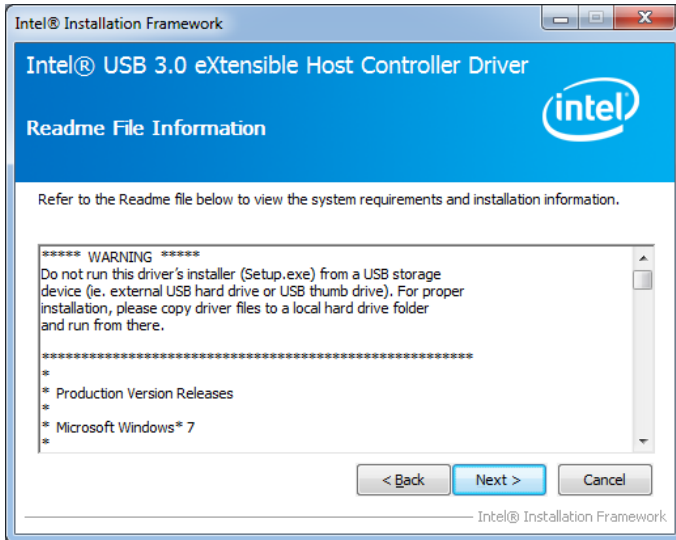 Intel® Installation Framework
Intel® USB 3.0 eXtensible Host Controller Driver
intel
Readme File Information
Refer to the Readme file below to view the system requirements and installation information.
***** WARNING *****
Do not run this driver's installer (Setup.exe) from a USB storage
device (ie. external USB hard drive or USB thumb drive). For proper
installation, please copy driver files to a local hard drive folder
and run from there.
*******************************************************
*
* Production Version Releases
*
* Microsoft Windows* 7
*
< Back
Next >
Cancel
Intel® Installation Framework